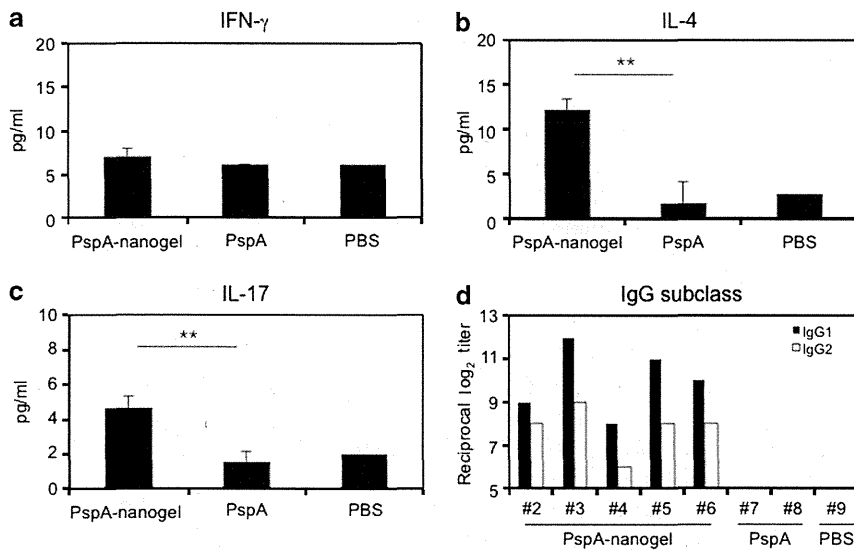 a
IFN-γ
20
15
10
5
0
pg/ml
PspA-nanogel PspA PBS
b
IL-4
20
15
10
5
0
pg/ml
**
PspA-nanogel PspA PBS
c
IL-17
10
8
6
4
2
0
pg/ml
**
PspA-nanogel PspA PBS
d
IgG subclass
13
11
9
7
5
Reciprocal log₂ titer
IgG1
IgG2
#2 #3 #4 #5 #6 #7 #8 #9
PspA-nanogel PspA PBS